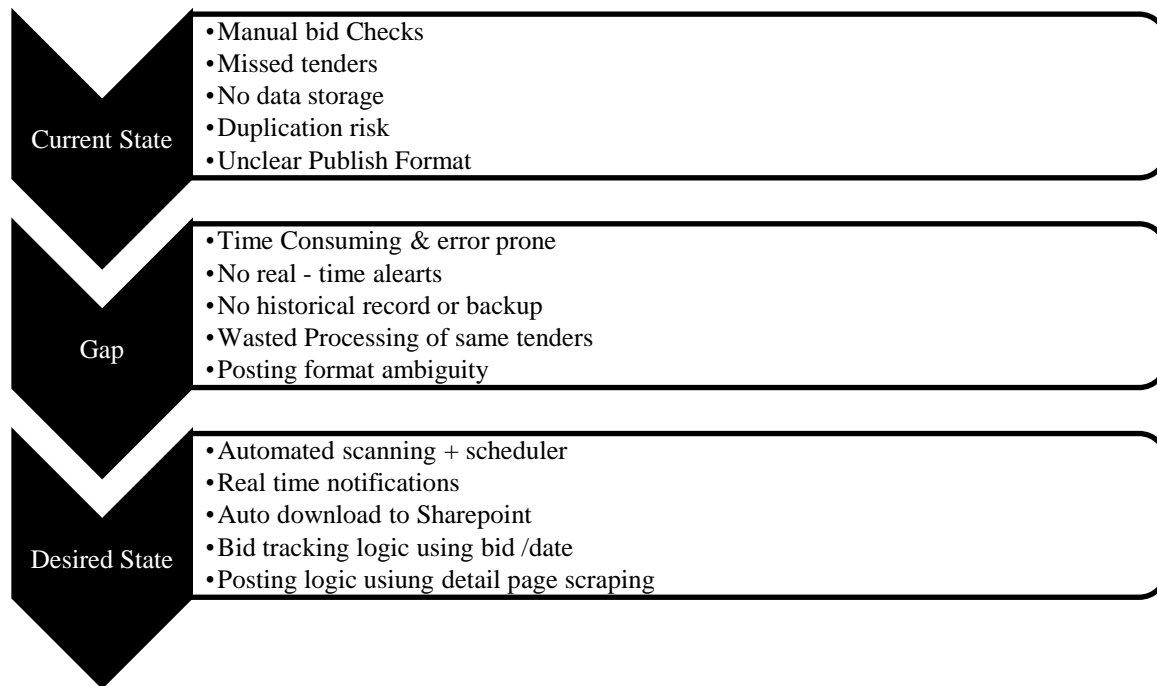 Current State
•Manual bid Checks
•Missed tenders
•No data storage
•Duplication risk
•Unclear Publish Format
Gap
•Time Consuming & error prone
•No real - time alearts
•No historical record or backup
•Wasted Processing of same tenders
•Posting format ambiguity
Desired State
•Automated scanning + scheduler
•Real time notifications
•Auto download to Sharepoint
•Bid tracking logic using bid /date
•Posting logic usiung detail page scraping